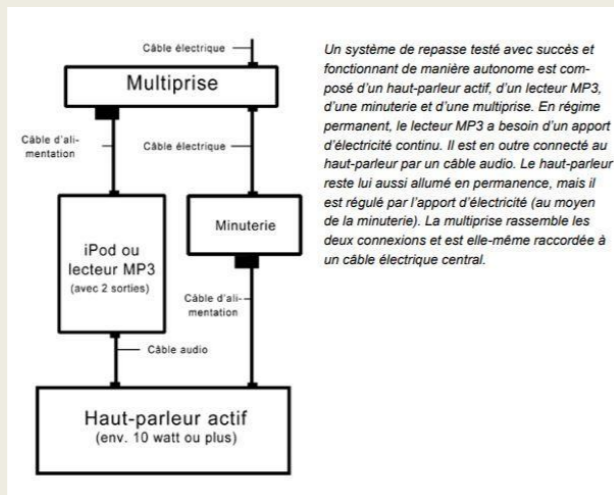 Câble électrique
Multiprise
Câble d'ali-
mentation
Câble électrique
iPod ou
lecteur MP3
(avec 2 sorties)
Minuterie
Câble d'ali-
mentation
Câble audio
Haut-parleur actif
(env. 10 watt ou plus)
Un système de repasse testé avec succès et
fonctionnant de manière autonome est com-
posé d'un haut-parleur actif, d'un lecteur MP3,
d'une minuterie et d'une multiprise. En régime
permanent, le lecteur MP3 a besoin d'un apport
d'électricité continu. Il est en outre connecté au
haut-parleur par un câble audio. Le haut-parleur
reste lui aussi allumé en permanence, mais il
est régulé par l'apport d'électricité (au moyen
de la minuterie). La multiprise rassemble les
deux connexions et est elle-même raccordée à
un câble électrique central.